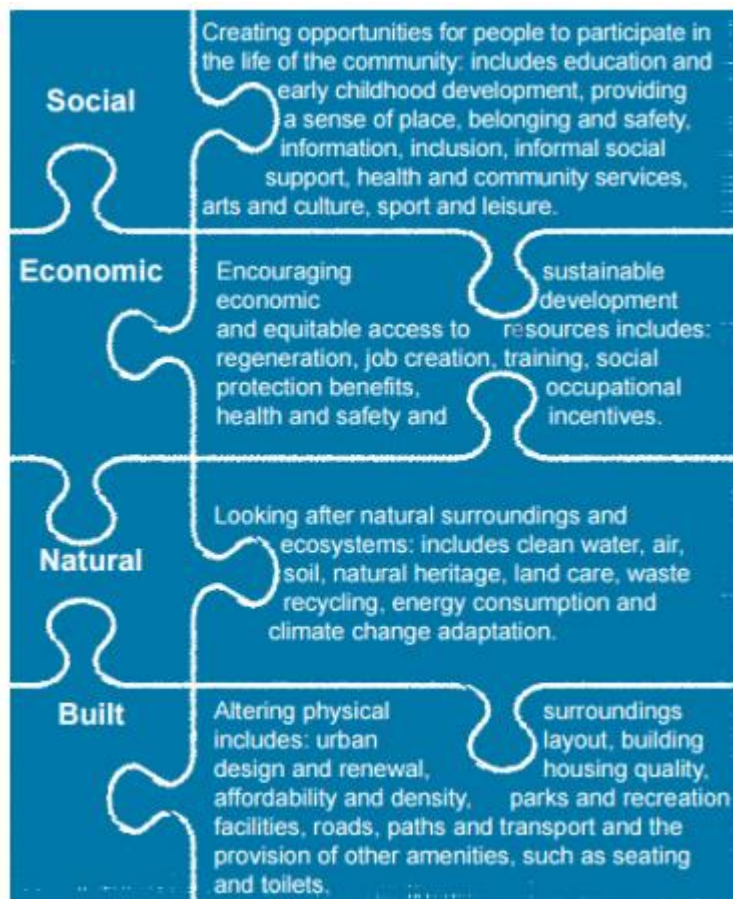 Social
Creating opportunities for people to participate in
the life of the community: includes education and
early childhood development, providing
a sense of place, belonging and safety,
information, inclusion, informal social
support, health and community services,
arts and culture, sport and leisure.
Economic
Encouraging sustainable
economic development
and equitable access to resources includes:
regeneration, job creation, training, social
protection benefits, occupational
health and safety and incentives.
Natural
Looking after natural surroundings and
ecosystems: includes clean water, air,
soil, natural heritage, land care, waste
recycling, energy consumption and
climate change adaptation.
Built
Altering physical surroundings
includes: urban layout, building
design and renewal, housing quality,
affordability and density, parks and recreation
facilities, roads, paths and transport and the
provision of other amenities, such as seating
and toilets.